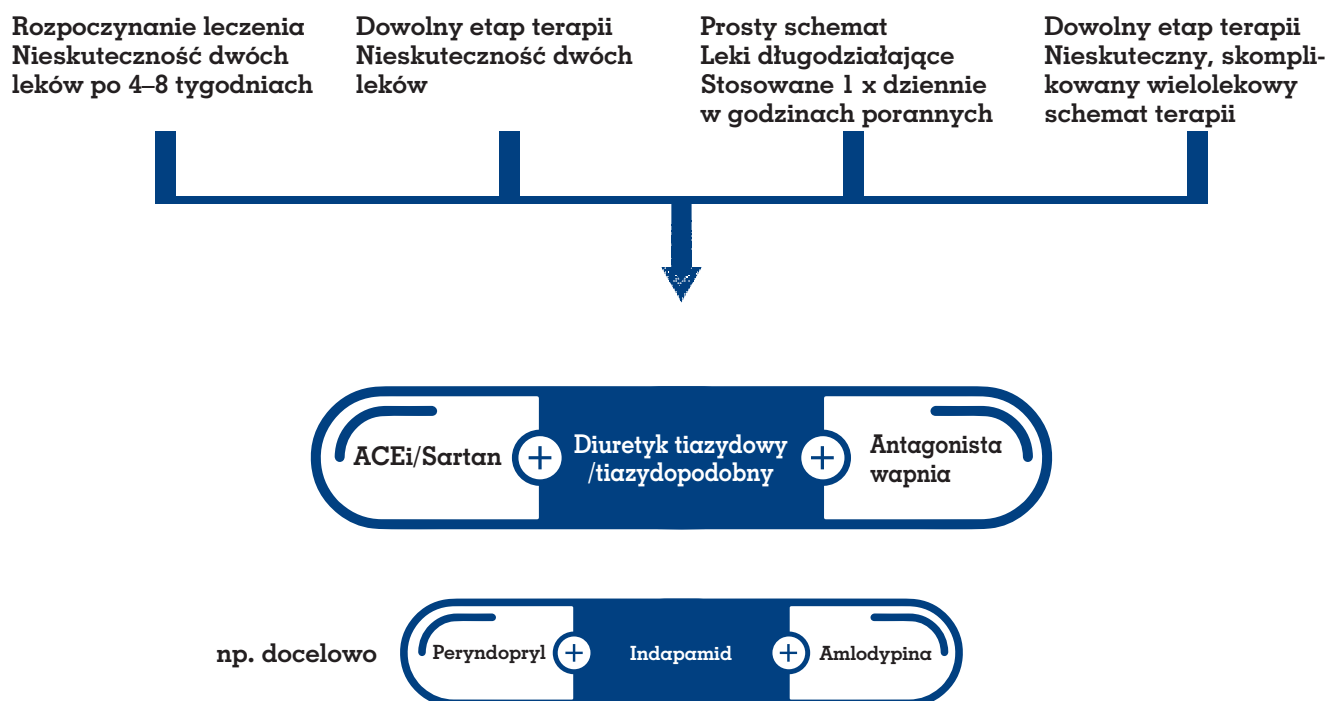 Rozpoczynanie leczenia
Nieskuteczność dwóch
leków po 4–8 tygodniach
Dowolny etap terapii
Nieskuteczność dwóch
leków
Prosty schemat
Leki długodziałające
Stosowane 1 x dziennie
w godzinach porannych
Dowolny etap terapii
Nieskuteczny, skompli-
kowany wielolekowy
schemat terapii
ACEi/Sartan
+
Diuretyk tiazydowy
/tiazydopodobny
+
Antagonista
wapnia
np. docelowo
Peryndopryl
+
Indapamid
+
Amlodypina